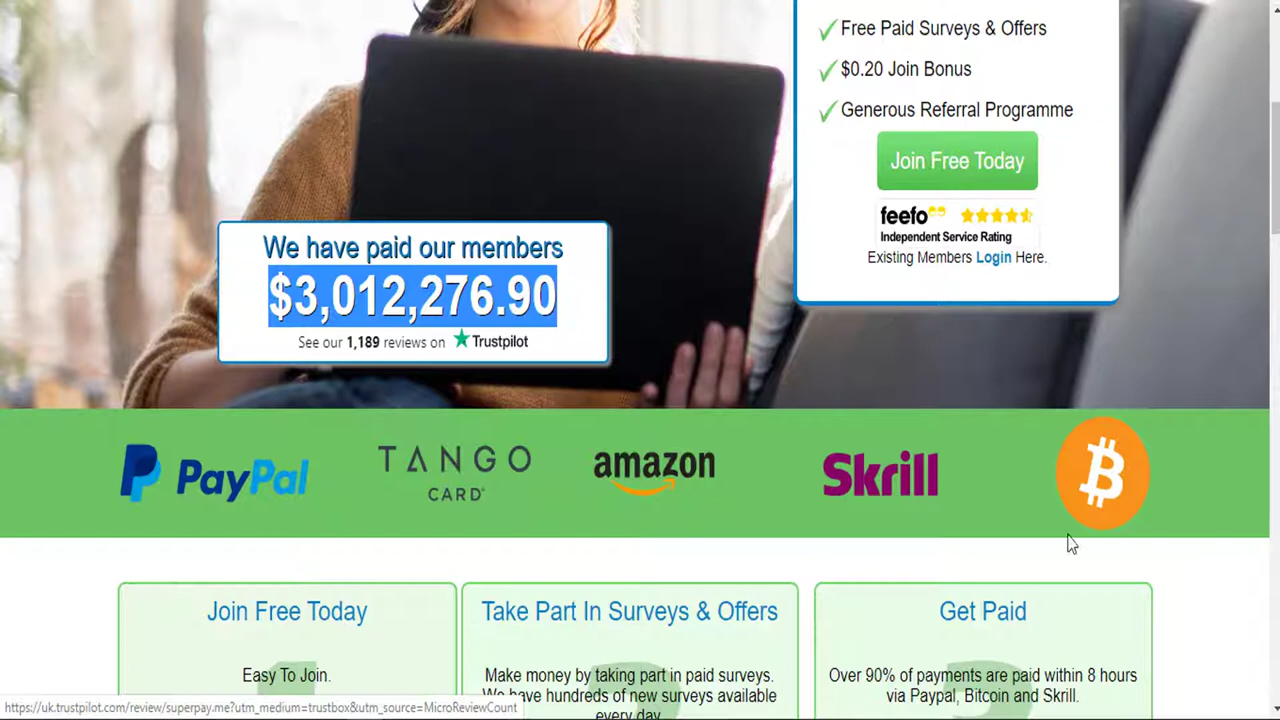 Free Paid Surveys & Offers
$0.20 Join Bonus
Generous Referral Programme
Join Free Today
feefo
Independent Service Rating
Existing Members Login Here.
We have paid our members
$3,012,276.90
See our 1,189 reviews on Trustpilot
PayPal
TANGO
CARD®
amazon
Skrill
Join Free Today
Easy To Join.
1
Take Part In Surveys & Offers
Make money by taking part in paid surveys.
We have hundreds of new surveys available
every day
Get Paid
Over 90% of payments are paid within 8 hours
via Paypal, Bitcoin and Skrill.
https://uk.trustpilot.com/review/superpay.me?utm_medium=trustbox&utm_source=MicroReviewCount